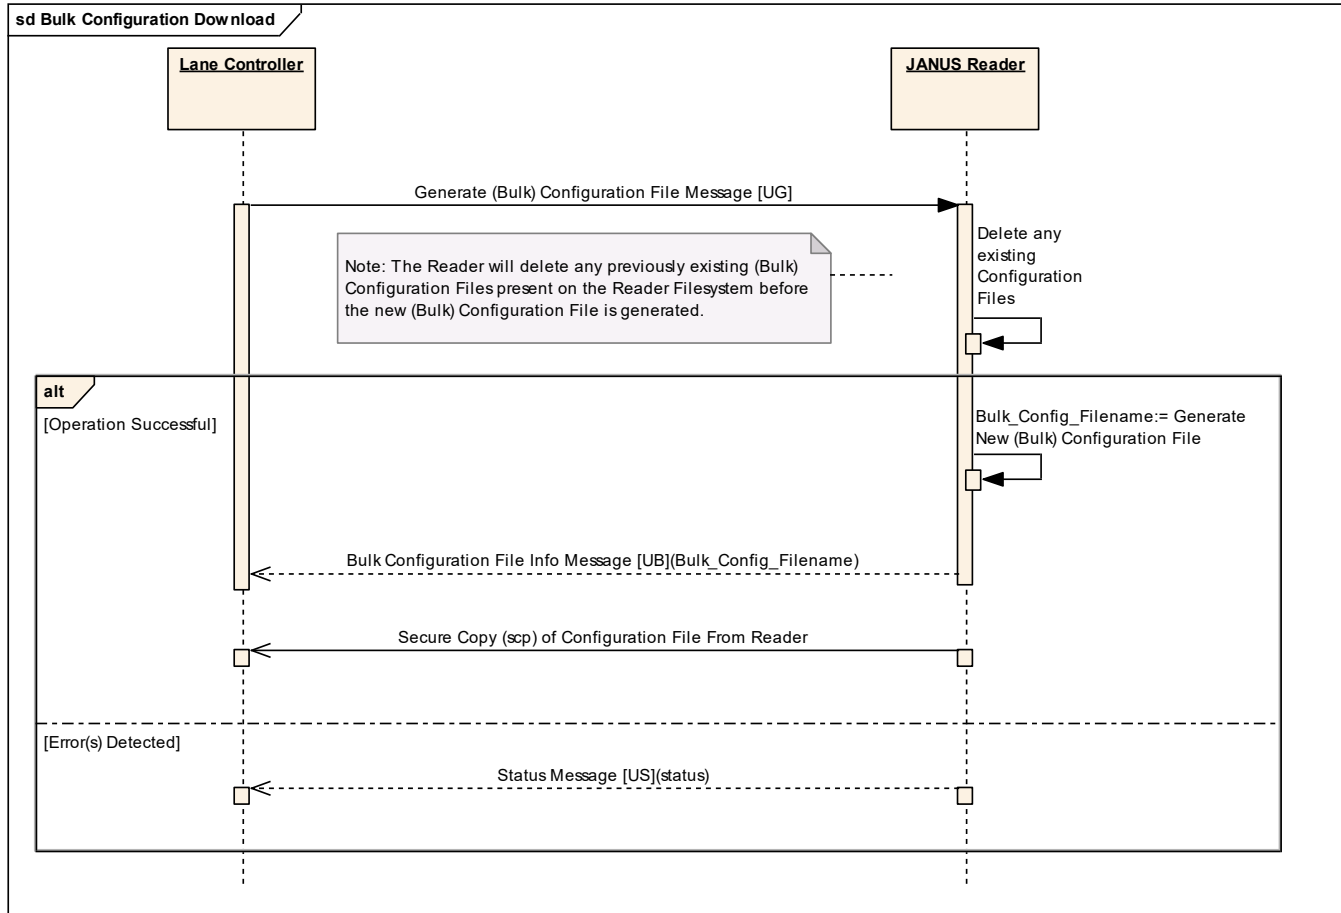 sd Bulk Configuration Download
Lane Controller
JANUS Reader
Generate (Bulk) Configuration File Message [UG]
Delete any
existing
Configuration
Files
Note: The Reader will delete any previously existing (Bulk)
Configuration Files present on the Reader Filesystem before
the new (Bulk) Configuration File is generated.
alt
[Operation Successful]
Bulk_Config_Filename:= Generate
New (Bulk) Configuration File
Bulk Configuration File Info Message [UB](Bulk_Config_Filename)
Secure Copy (scp) of Configuration File From Reader
[Error(s) Detected]
Status Message [US](status)